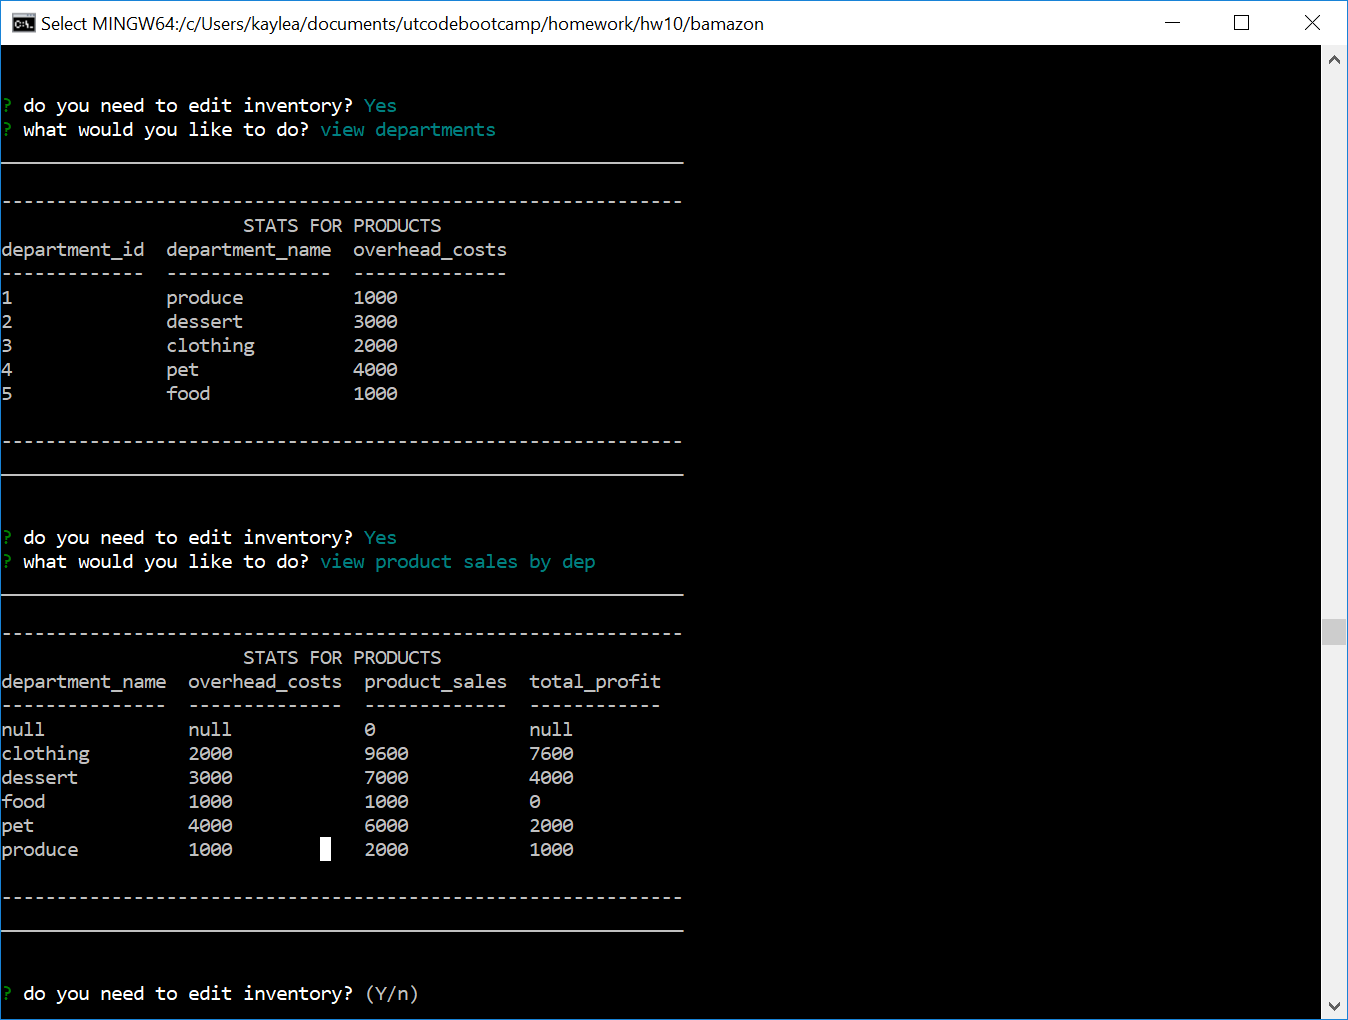 Select MINGW64:/c/Users/kaylea/documents/utcodebootcamp/homework/hw10/bamazon
? do you need to edit inventory? Yes
? what would you like to do? view departments
--------------------------------------------------------------
STATS FOR PRODUCTS
department_id  department_name  overhead_costs
-------------  ---------------  --------------
1              produce          1000
2              dessert          3000
3              clothing         2000
4              pet              4000
5              food             1000
--------------------------------------------------------------
? do you need to edit inventory? Yes
? what would you like to do? view product sales by dep
--------------------------------------------------------------
STATS FOR PRODUCTS
department_name  overhead_costs  product_sales  total_profit
---------------  --------------  -------------  ------------
null             null            0              null
clothing         2000            9600           7600
dessert          3000            7000           4000
food             1000            1000           0
pet              4000            6000           2000
produce          1000            2000           1000
--------------------------------------------------------------
? do you need to edit inventory? (Y/n)